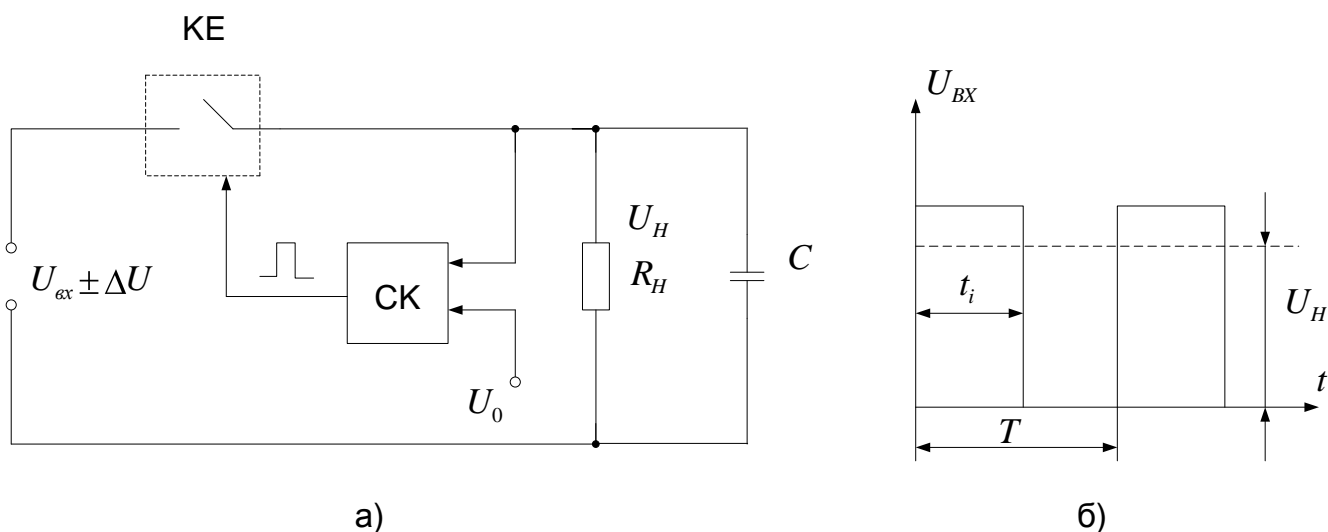 KE
U_вх ± ΔU
CK
U_0
U_H
R_H
C
а)
U_BX
t_i
U_H
t
T
б)